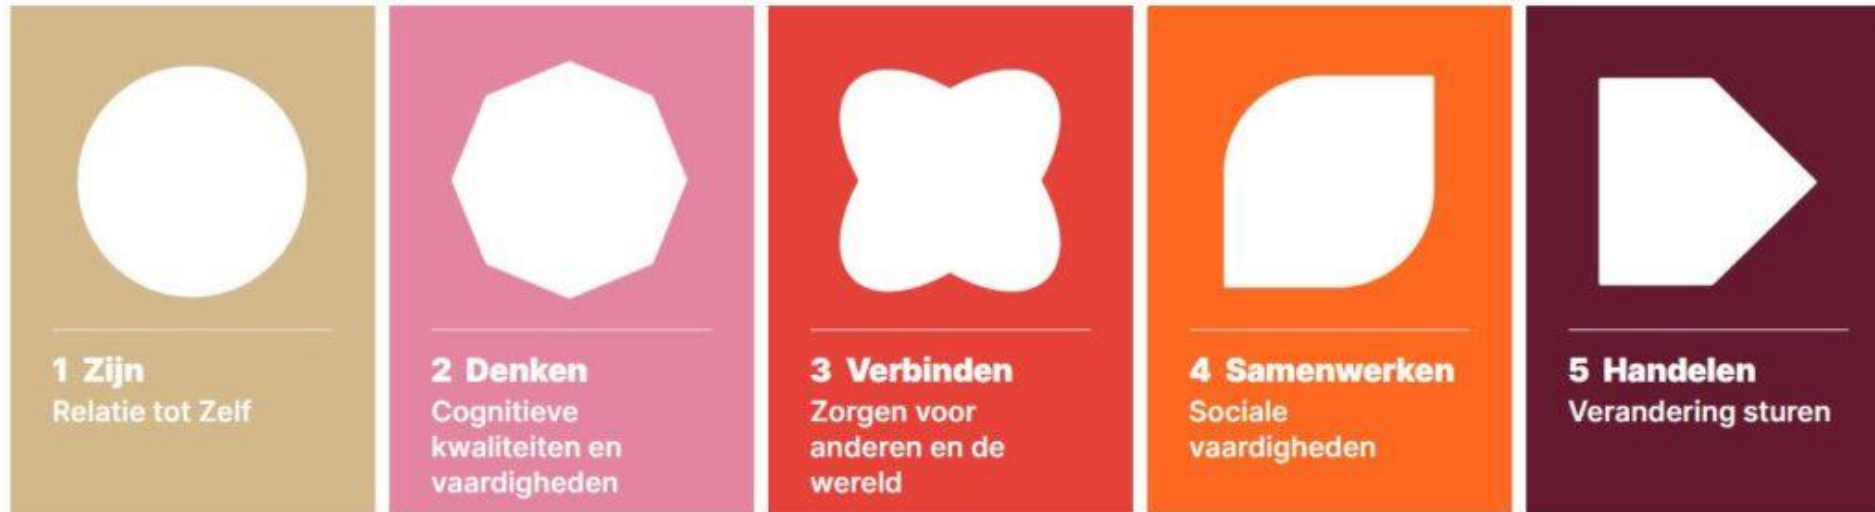 1 Zijn
Relatie tot Zelf
2 Denken
Cognitieve
kwaliteiten en
vaardigheden
3 Verbinden
Zorgen voor
anderen en de
wereld
4 Samenwerken
Sociale
vaardigheden
5 Handelen
Verandering sturen